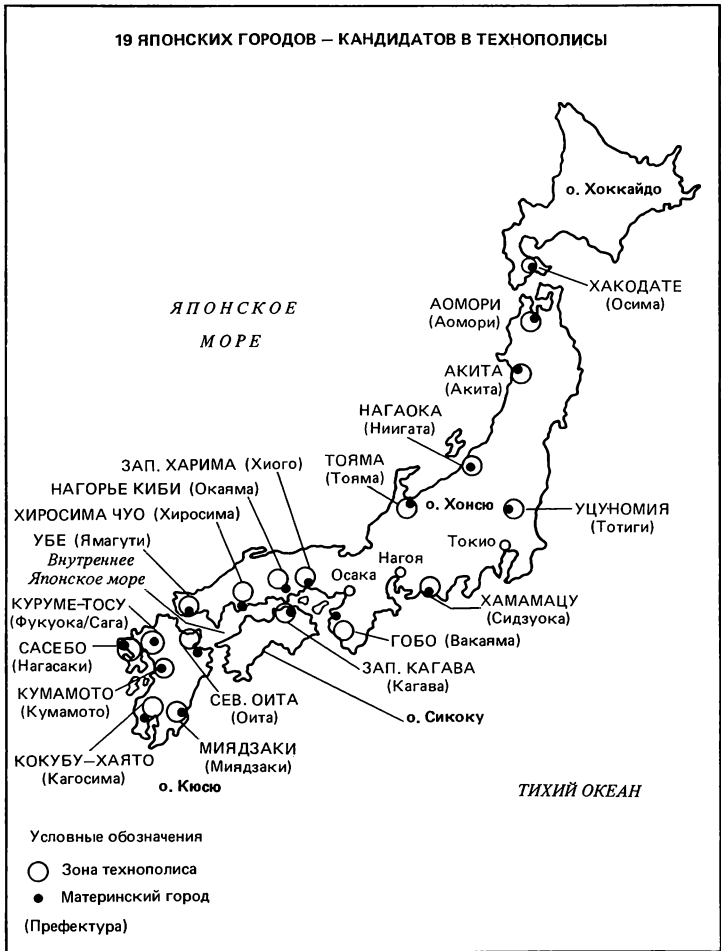 19 ЯПОНСКИХ ГОРОДОВ — КАНДИДАТОВ В ТЕХНОПОЛИСЫ
о. Хоккайдо
ХАКОДАТЕ
(Осима)
ЯПОНСКОЕ
МОРЕ
АОМОРИ
(Аомори)
АКИТА
(Акита)
НАГАОКА
(Ниигата)
ТОЯМА
(Тояма)
о. Хонсю
УЦУНОМИЯ
(Тотиги)
Токио
ЗАП. ХАРИМА (Хиого)
НАГОРЬЕ КИБИ (Окаяма)
ХИРОСИМА ЧУО (Хиросима)
УБЕ (Ямагути)
Внутреннее
Японское море
Осака
Нагоя
ХАМАМАЦУ
(Сидзуока)
КУРУМЕ–ТОСУ
(Фукуока/Сага)
САСЕБО
(Нагасаки)
КУМАМОТО
(Кумамото)
КОКУБУ—ХАЯТО
(Кагосима)
ГОБО (Вакаяма)
ЗАП. КАГАВА
(Кагава)
СЕВ. ОИТА
(Оита)
о. Сикоку
МИЯДЗАКИ
(Миядзаки)
о. Кюсю
ТИХИЙ ОКЕАН
Условные обозначения
Зона технополиса
Материнский город
(Префектура)